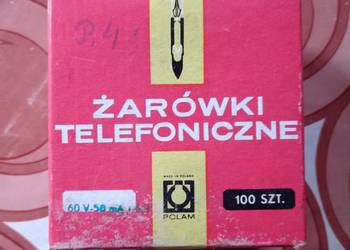 ŻARÓWKI
TELEFONICZNE
MADE IN POLAND
60 V-50 mA
POLAM
100 SZT.